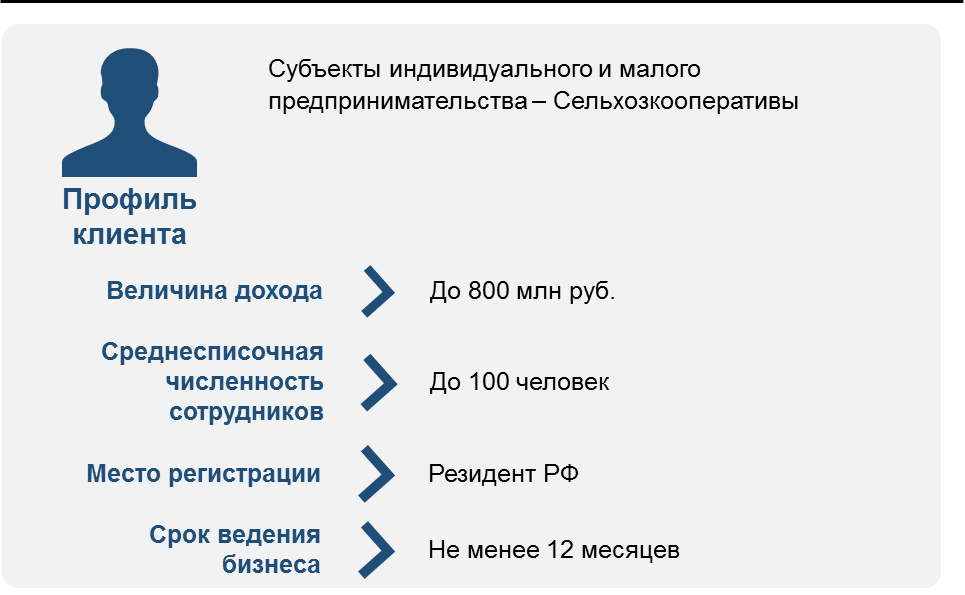 Субъекты индивидуального и малого
предпринимательства – Сельхозкооперативы
Профиль
клиента
Величина дохода
До 800 млн руб.
Среднесписочная
численность
сотрудников
До 100 человек
Место регистрации
Резидент РФ
Срок ведения
бизнеса
Не менее 12 месяцев